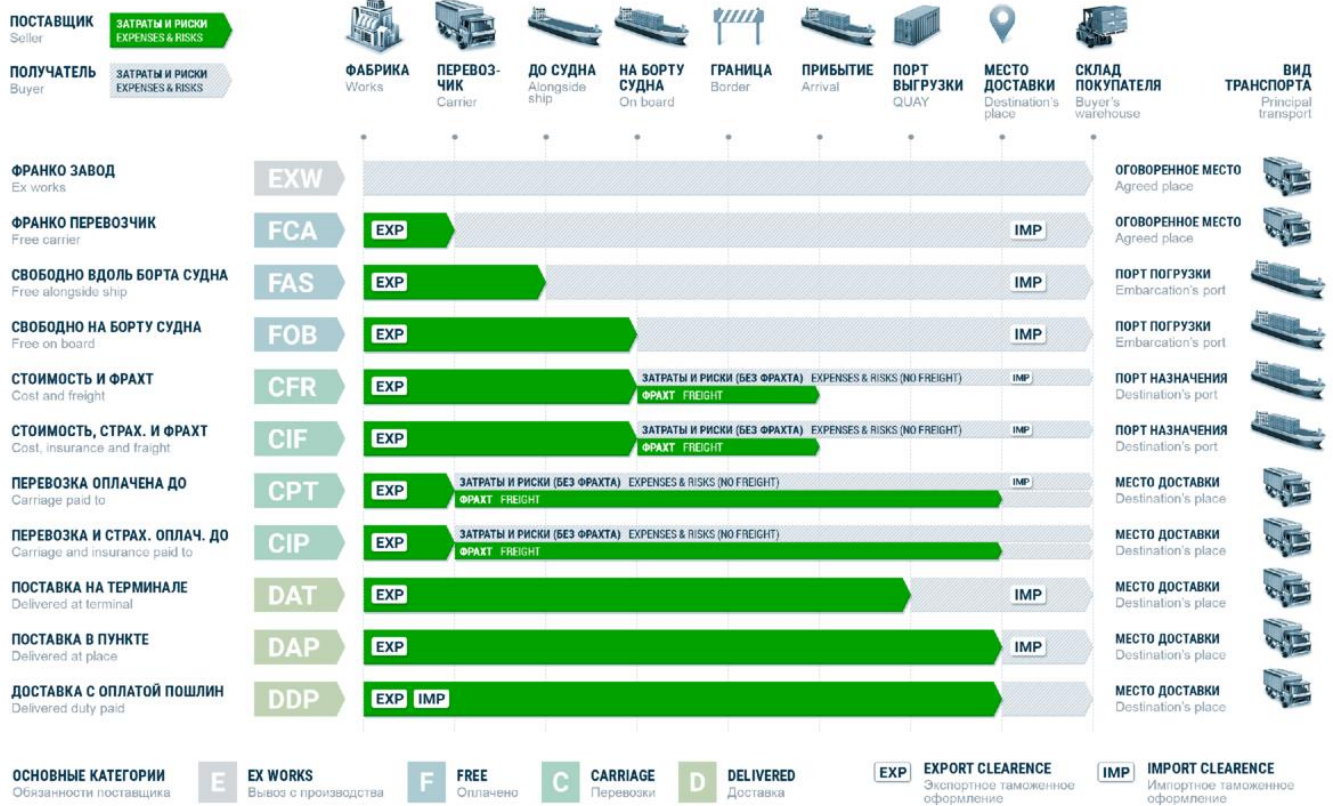 ПОСТАВЩИК
Seller
ЗАТРАТЫ И РИСКИ
EXPENSES & RISKS
ПОЛУЧАТЕЛЬ
Buyer
ЗАТРАТЫ И РИСКИ
EXPENSES & RISKS
ФАБРИКА
Works
ПЕРЕВОЗ-
ЧИК
Carrier
ДО СУДНА
Alongside
ship
НА БОРТУ
СУДНА
On board
ГРАНИЦА
Border
ПРИБЫТИЕ
Arrival
ПОРТ
ВЫГРУЗКИ
QUAY
МЕСТО
ДОСТАВКИ
Destination's
place
СКЛАД
ПОКУПАТЕЛЯ
Buyer's
warehouse
ВИД
ТРАНСПОРТА
Principal
transport
ФРАНКО ЗАВОД
Ex works
EXW
ОГОВОРЕННОЕ МЕСТО
Agreed place
ФРАНКО ПЕРЕВОЗЧИК
Free carrier
FCA
EXP
IMP
ОГОВОРЕННОЕ МЕСТО
Agreed place
СВОБОДНО ВДОЛЬ БОРТА СУДНА
Free alongside ship
FAS
EXP
IMP
ПОРТ ПОГРУЗКИ
Embarcation's port
СВОБОДНО НА БОРТУ СУДНА
Free on board
FOB
EXP
IMP
ПОРТ ПОГРУЗКИ
Embarcation's port
СТОИМОСТЬ И ФРАХТ
Cost and freight
CFR
EXP
ЗАТРАТЫ И РИСКИ (БЕЗ ФРАХТА) EXPENSES & RISKS (NO FREIGHT)
IMP
ФРАХТ FREIGHT
ПОРТ НАЗНАЧЕНИЯ
Destination's port
СТОИМОСТЬ, СТРАХ. И ФРАХТ
Cost, insurance and fraight
CIF
EXP
ЗАТРАТЫ И РИСКИ (БЕЗ ФРАХТА) EXPENSES & RISKS (NO FREIGHT)
IMP
ФРАХТ FREIGHT
ПОРТ НАЗНАЧЕНИЯ
Destination's port
ПЕРЕВОЗКА ОПЛАЧЕНА ДО
Carriage paid to
CPT
EXP
ЗАТРАТЫ И РИСКИ (БЕЗ ФРАХТА) EXPENSES & RISKS (NO FREIGHT)
IMP
ФРАХТ FREIGHT
МЕСТО ДОСТАВКИ
Destination's place
ПЕРЕВОЗКА И СТРАХ. ОПЛАЧ. ДО
Carriage and insurance paid to
CIP
EXP
ЗАТРАТЫ И РИСКИ (БЕЗ ФРАХТА) EXPENSES & RISKS (NO FREIGHT)
ФРАХТ FREIGHT
МЕСТО ДОСТАВКИ
Destination's place
ПОСТАВКА НА ТЕРМИНАЛЕ
Delivered at terminal
DAT
EXP
IMP
МЕСТО ДОСТАВКИ
Destination's place
ПОСТАВКА В ПУНКТЕ
Delivered at place
DAP
EXP
IMP
МЕСТО ДОСТАВКИ
Destination's place
ДОСТАВКА С ОПЛАТОЙ ПОШЛИН
Delivered duty paid
DDP
EXP IMP
МЕСТО ДОСТАВКИ
Destination's place
ОСНОВНЫЕ КАТЕГОРИИ
Обязанности поставщика
E
EX WORKS
Вывоз с производства
F
FREE
Оплачено
C
CARRIAGE
Перевозки
D
DELIVERED
Доставка
EXP
EXPORT CLEARENCE
Экспортное таможенное
оформление
IMP
IMPORT CLEARENCE
Импортное таможенное
оформление